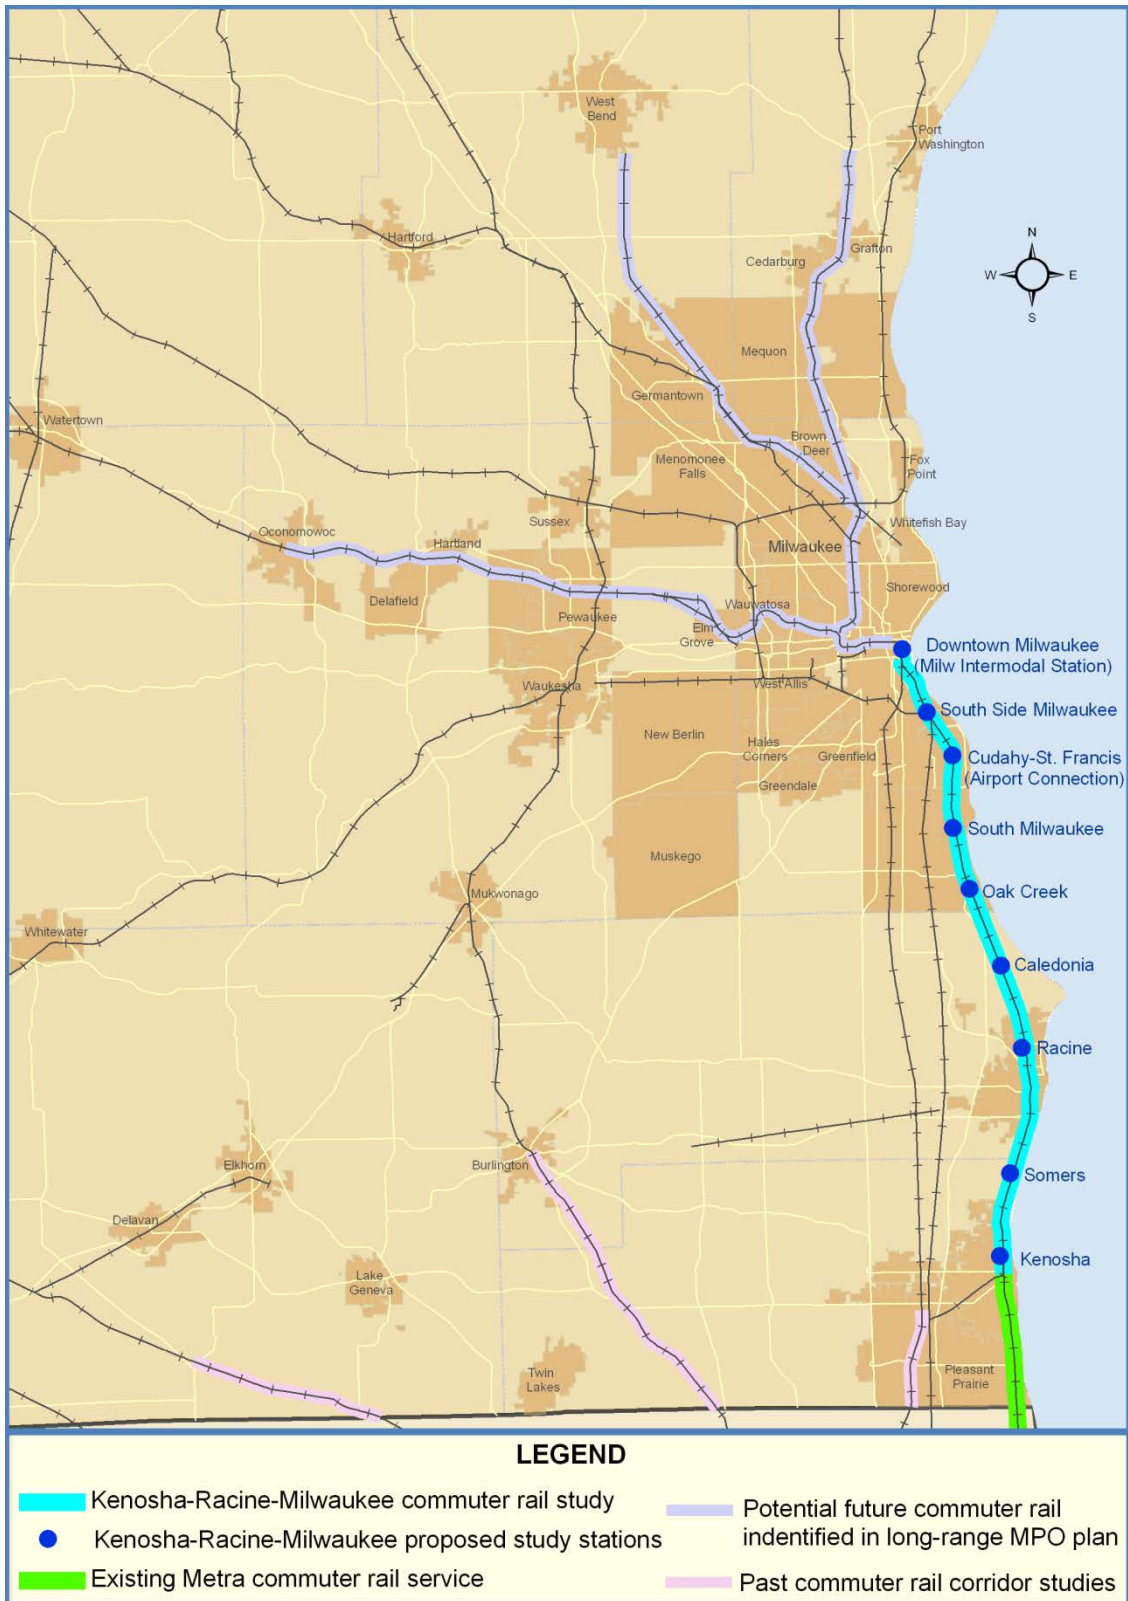 West
Bend
Port
Washington
Hartford
Grafton
Cedarburg
N
W
E
S
Mequon
Germantown
Watertown
Brown
Deer
Menomonee
Falls
Fox
Point
Oconomowoc
Sussex
Whitefish Bay
Hartland
Milwaukee
Delafield
Shorewood
Wauwatosa
Pewaukee
Elm
Grove
Downtown Milwaukee
(Milw Intermodal Station)
Waukesha
West Allis
South Side Milwaukee
New Berlin
Hales
Corners
Greenfield
Cudahy-St. Francis
(Airport Connection)
Greendale
South Milwaukee
Muskego
Mukwonago
Oak Creek
Whitewater
Caledonia
Racine
Elkhorn
Burlington
Somers
Delavan
Kenosha
Lake
Geneva
Twin
Lakes
Pleasant
Prairie
LEGEND
Kenosha-Racine-Milwaukee commuter rail study
Kenosha-Racine-Milwaukee proposed study stations
Existing Metra commuter rail service
Potential future commuter rail
indentified in long-range MPO plan
Past commuter rail corridor studies